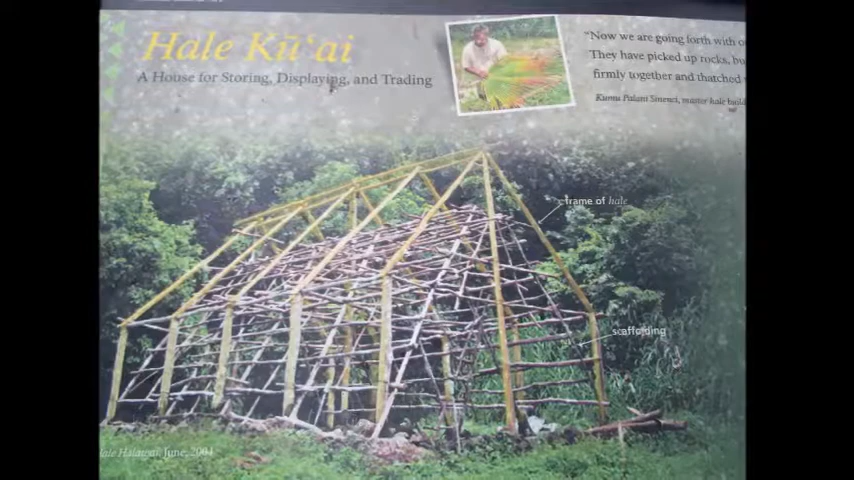 Hale Kūʻai
A House for Storing, Displaying, and Trading
"Now we are going forth with
They have picked up rocks,
firmly together and thatched
Kumu Palani Sinenci, master hale
frame of hale
scaffolding
Hale Halawai, June, 2004